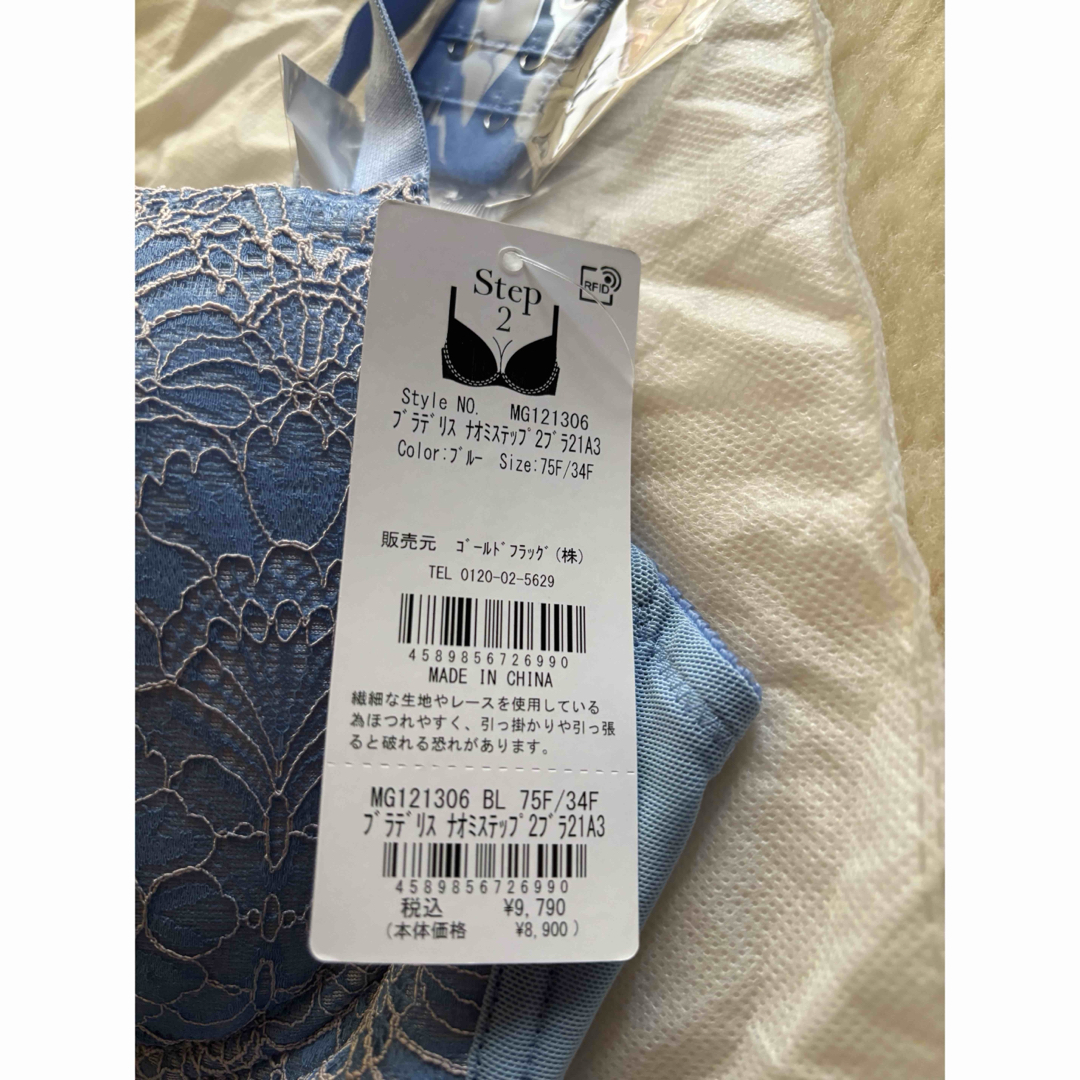 Step
2
RFID
Style NO. MG121306
ﾌﾞﾗﾃﾞﾘｽ ﾅｵﾐｽﾃｯﾌﾟ2ﾌﾞﾗ21A3
Color:ﾌﾞﾙｰ Size:75F/34F
販売元 ｺﾞｰﾙﾄﾞﾌﾗｯｸﾞ(株)
TEL 0120-02-5629
4589856726990
MADE IN CHINA
繊細な生地やレースを使用している
為ほつれやすく、引っ掛かりや引っ張
ると破れる恐れがあります。
MG121306 BL 75F/34F
ﾌﾞﾗﾃﾞﾘｽ ﾅｵﾐｽﾃｯﾌﾟ2ﾌﾞﾗ21A3
4589856726990
税込 ¥9,790
(本体価格 ¥8,900)